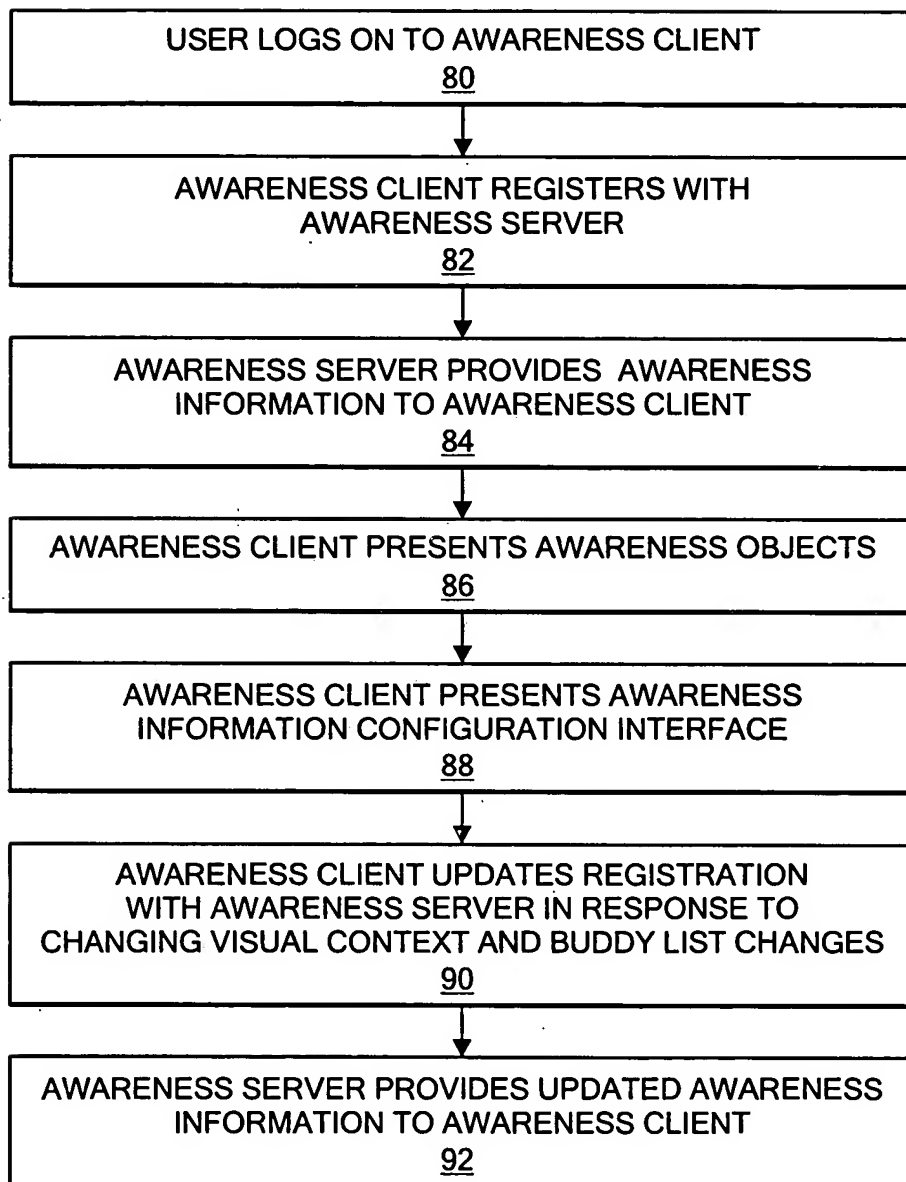 USER LOGS ON TO AWARENESS CLIENT
80
AWARENESS CLIENT REGISTERS WITH
AWARENESS SERVER
82
AWARENESS SERVER PROVIDES AWARENESS
INFORMATION TO AWARENESS CLIENT
84
AWARENESS CLIENT PRESENTS AWARENESS OBJECTS
86
AWARENESS CLIENT PRESENTS AWARENESS
INFORMATION CONFIGURATION INTERFACE
88
AWARENESS CLIENT UPDATES REGISTRATION
WITH AWARENESS SERVER IN RESPONSE TO
CHANGING VISUAL CONTEXT AND BUDDY LIST CHANGES
90
AWARENESS SERVER PROVIDES UPDATED AWARENESS
INFORMATION TO AWARENESS CLIENT
92